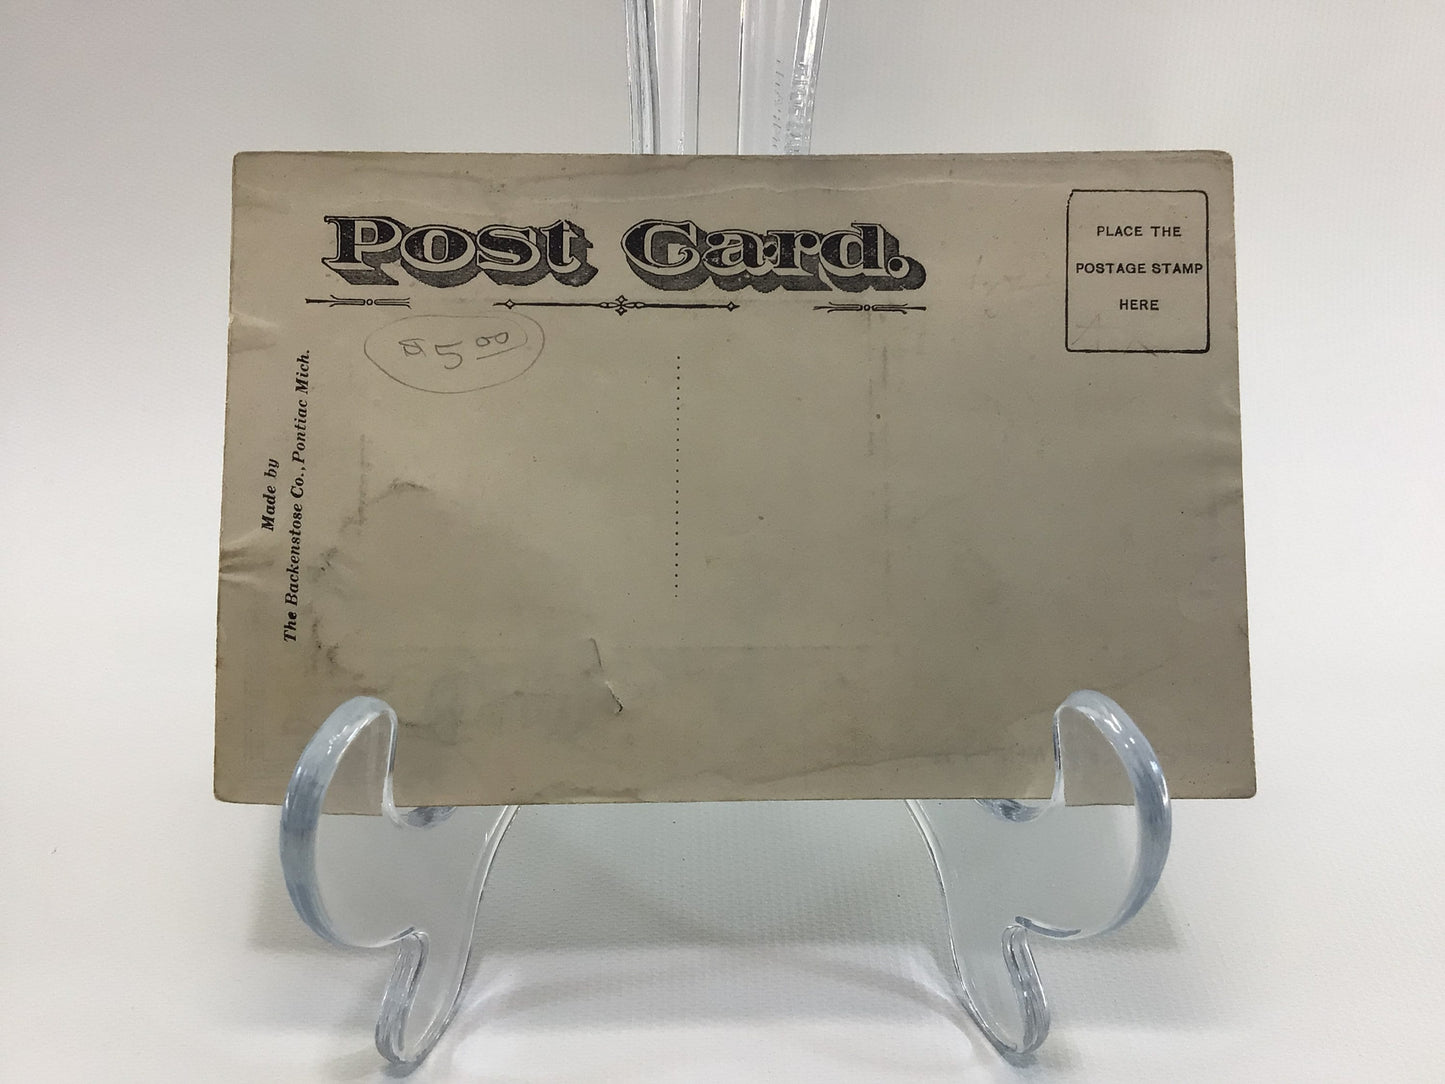 Post Card.
PLACE THE
POSTAGE STAMP
HERE
$5.00
Made by
The Backenstose Co., Pontiac Mich.